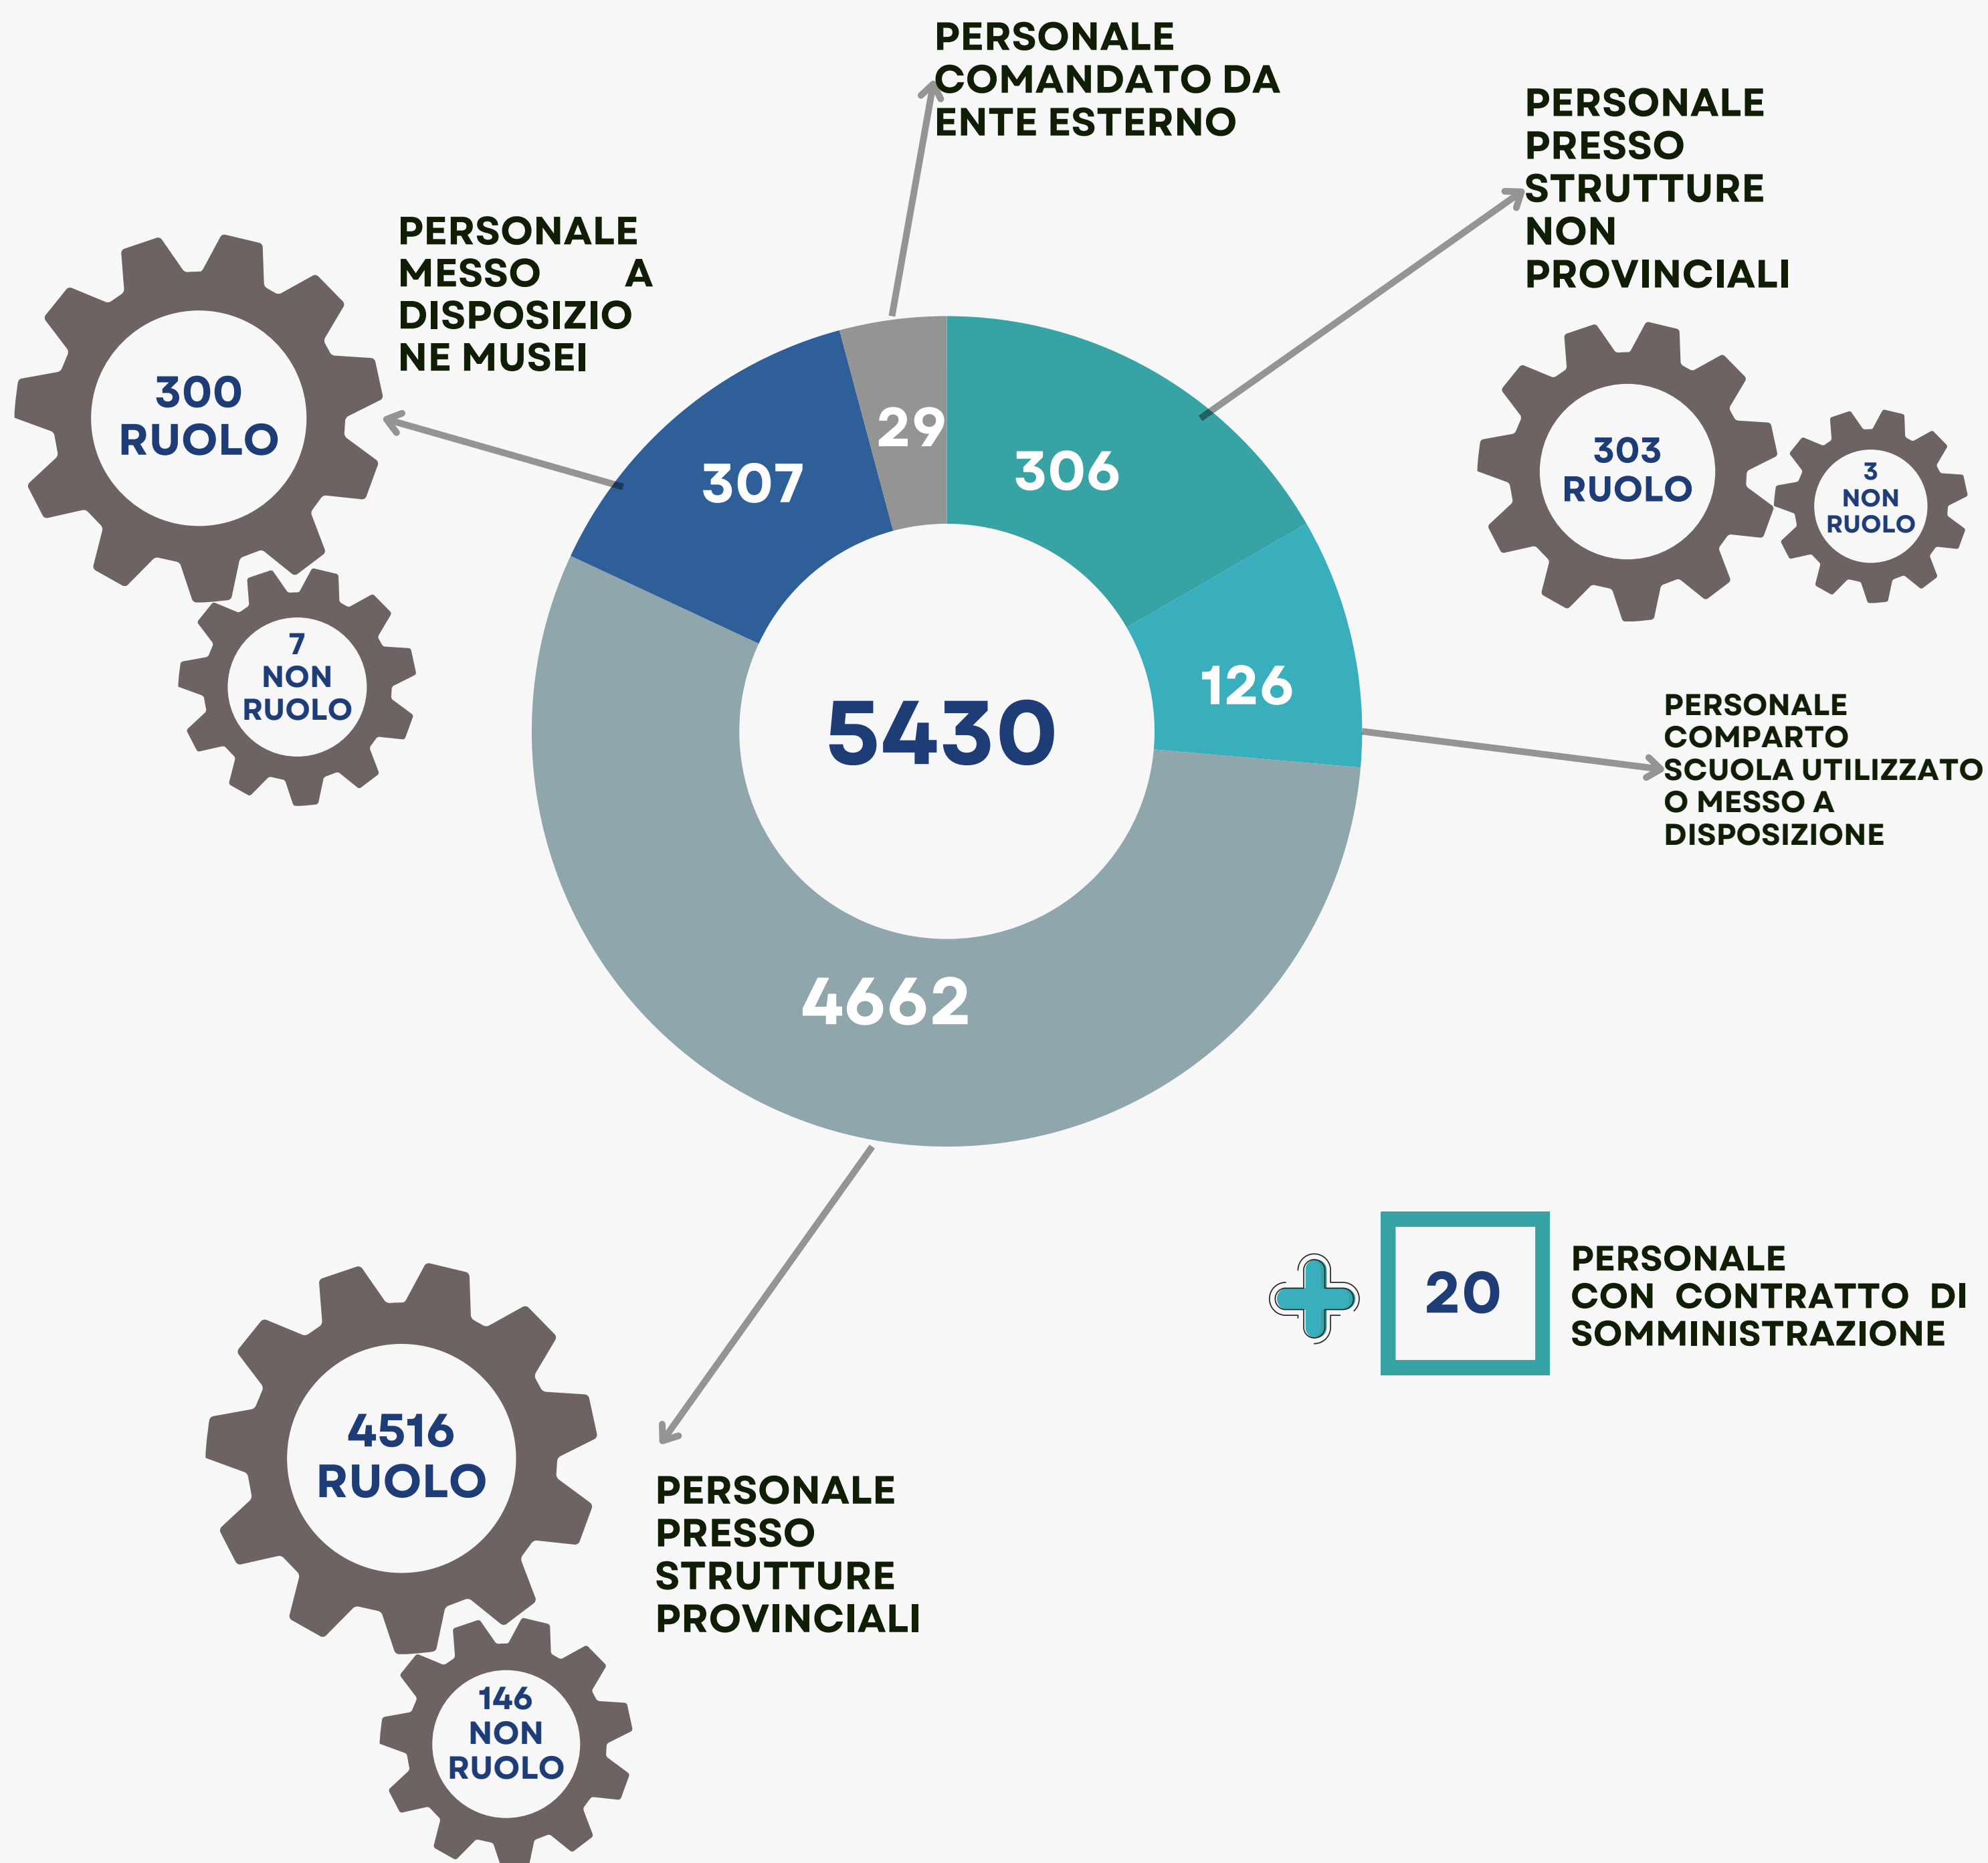 PERSONALE
COMANDATO DA
ENTE ESTERNO
PERSONALE
PRESSO
STRUTTURE
NON
PROVINCIALI
PERSONALE
MESSO A
DISPOSIZIO
NE MUSEI
300
RUOLO
7
NON
RUOLO
307
29
306
126
4662
5430
303
RUOLO
3
NON
RUOLO
PERSONALE
COMPARTO
SCUOLA UTILIZZATO
O MESSO A
DISPOSIZIONE
20
PERSONALE
CON CONTRATTO DI
SOMMINISTRAZIONE
4516
RUOLO
PERSONALE
PRESSO
STRUTTURE
PROVINCIALI
146
NON
RUOLO